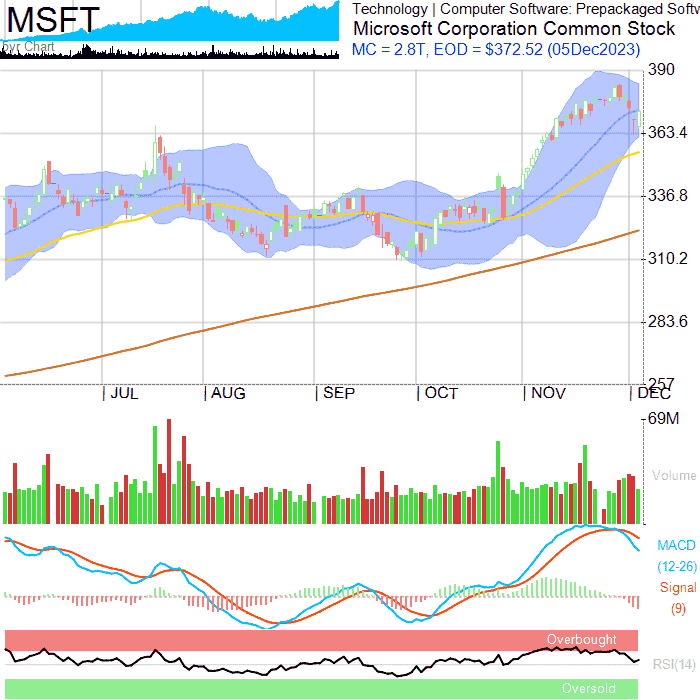 MSFT
5yr Chart
Technology | Computer Software: Prepackaged Softw
Microsoft Corporation Common Stock
MC = 2.8T, EOD = $372.52 (05Dec2023)
390
363.4
336.8
310.2
283.6
257
JUL AUG SEP OCT NOV DEC
69M
Volume
MACD
(12-26)
Signal
(9)
Overbought
RSI(14)
Oversold